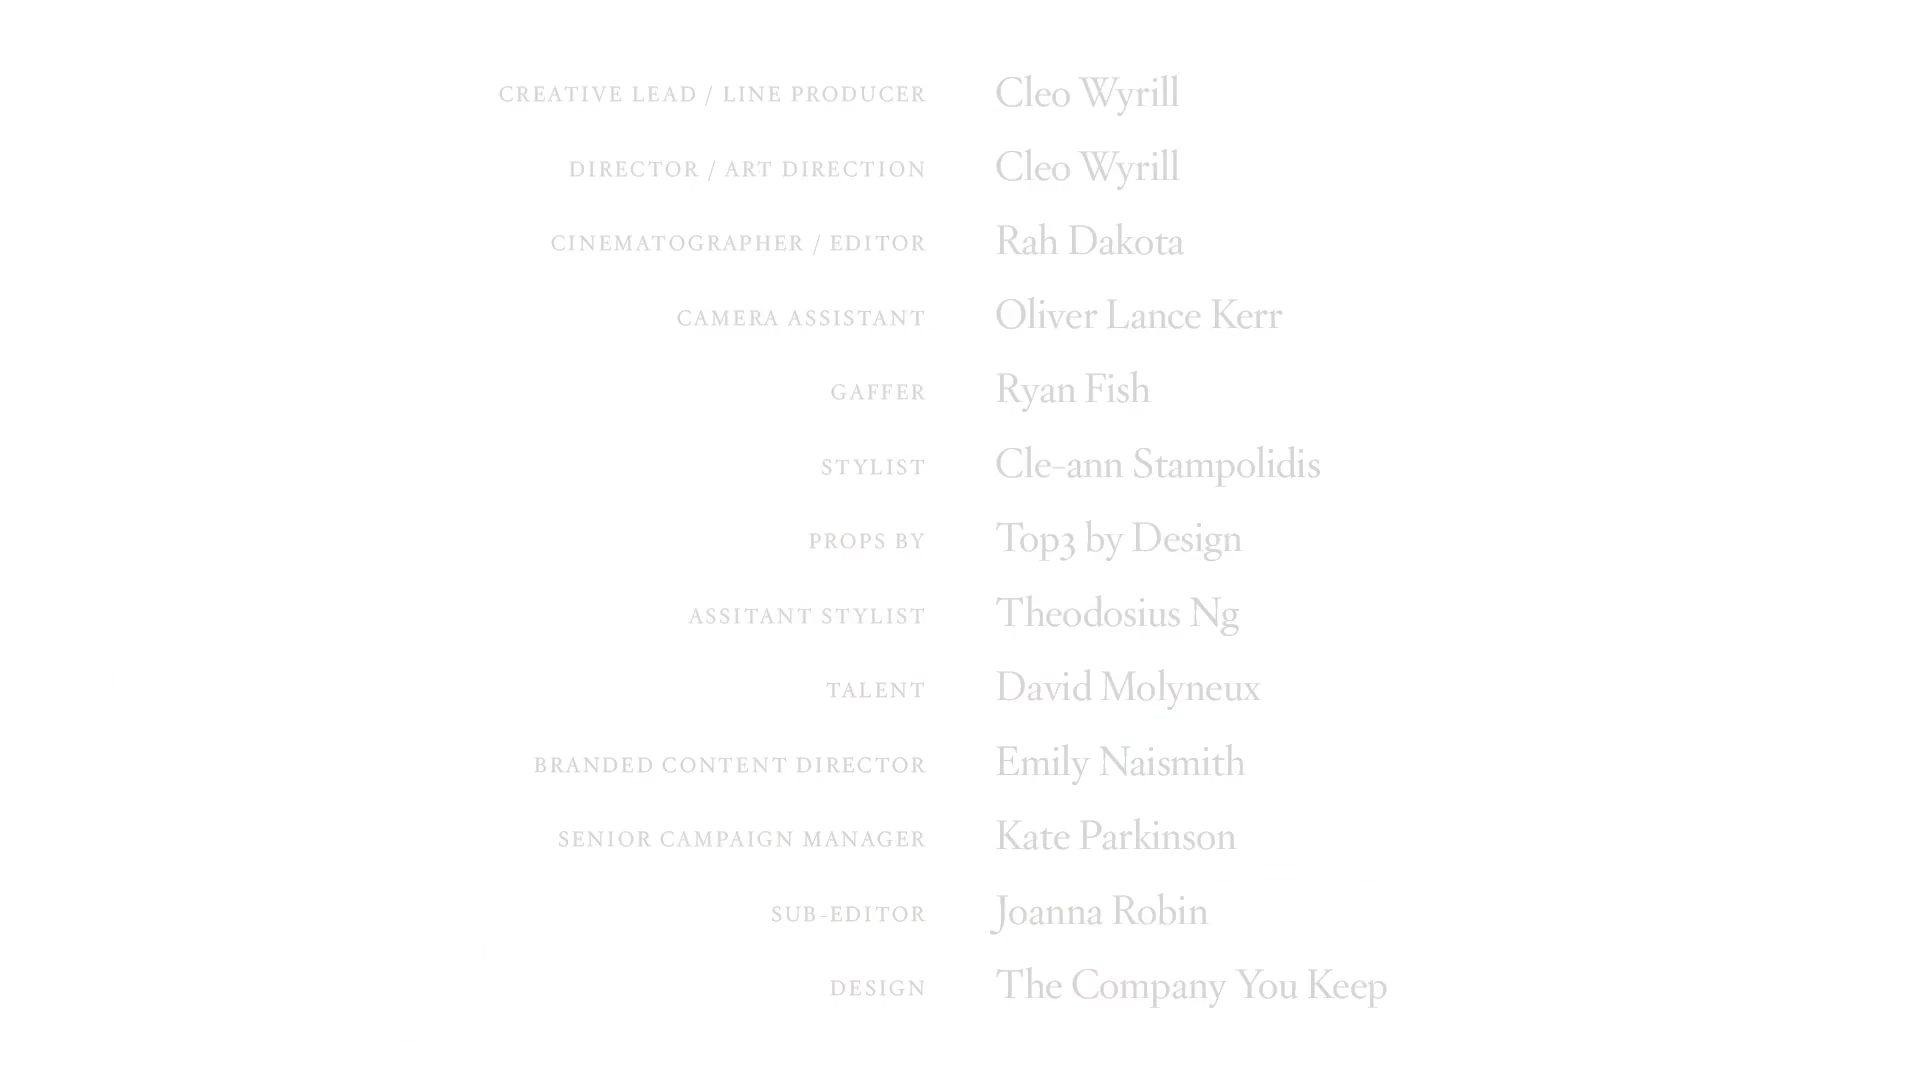 CREATIVE LEAD / LINE PRODUCER Cleo Wyrill
DIRECTOR / ART DIRECTION Cleo Wyrill
CINEMATOGRAPHER / EDITOR Rah Dakota
CAMERA ASSISTANT Oliver Lance Kerr
GAFFER Ryan Fish
STYLIST Cle-ann Stampolidis
PROPS BY Top3 by Design
ASSITANT STYLIST Theodosius Ng
TALENT David Molyneux
BRANDED CONTENT DIRECTOR Emily Naismith
SENIOR CAMPAIGN MANAGER Kate Parkinson
SUB-EDITOR Joanna Robin
DESIGN The Company You Keep